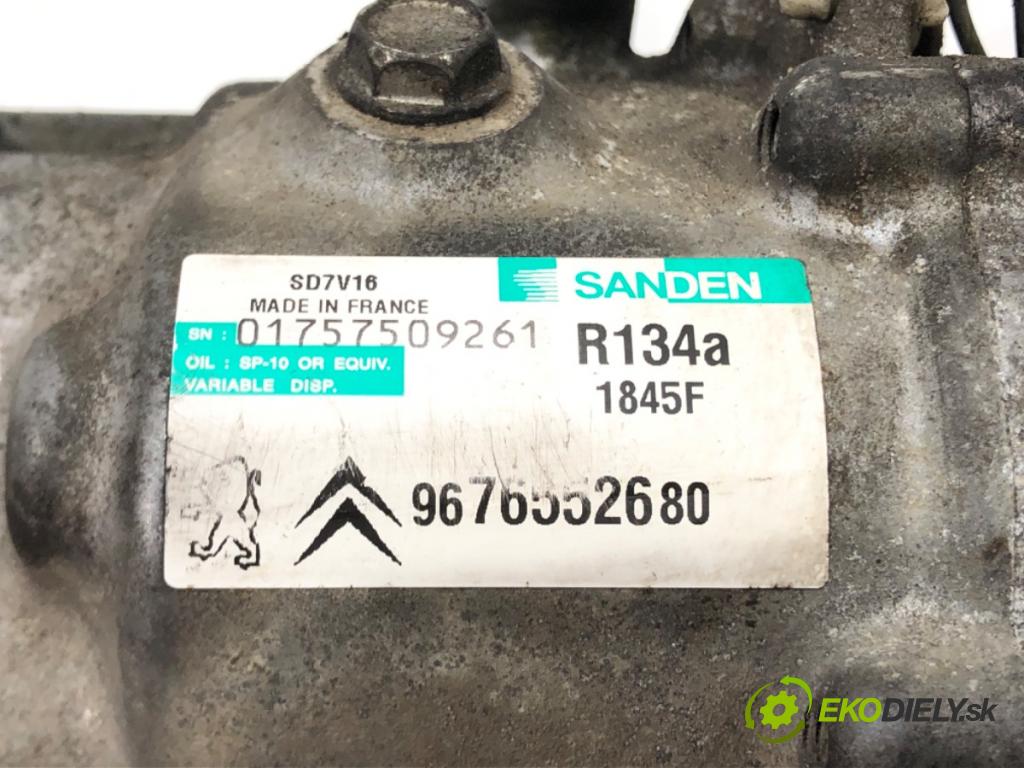 SD7V16
MADE IN FRANCE
SANDEN
SN : 01757509261
R134a
OIL : SP-10 OR EQUIV.
VARIABLE DISP.
1845F
9676552680
EKODIELY.sk